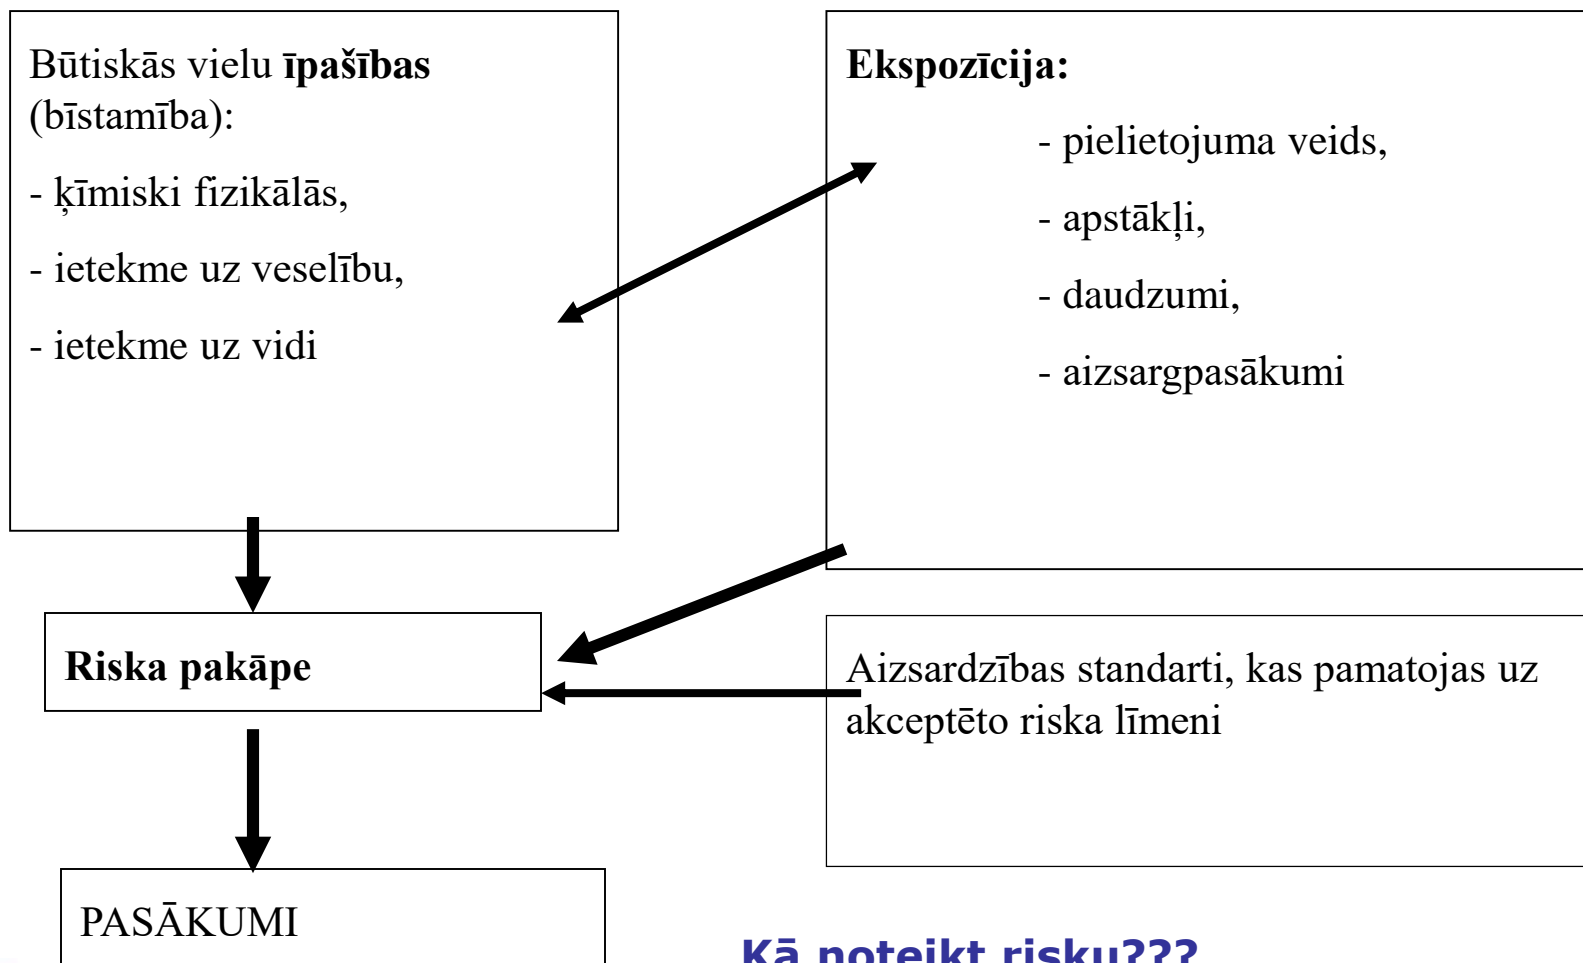 Būtiskās vielu īpašības
(bīstamība):
- ķīmiski fizikālās,
- ietekme uz veselību,
- ietekme uz vidi
Ekspozīcija:
- pielietojuma veids,
- apstākļi,
- daudzumi,
- aizsargpasākumi
Riska pakāpe
Aizsardzības standarti, kas pamatojas uz
akceptēto riska līmeni
PASĀKUMI
Kā noteikt risku???